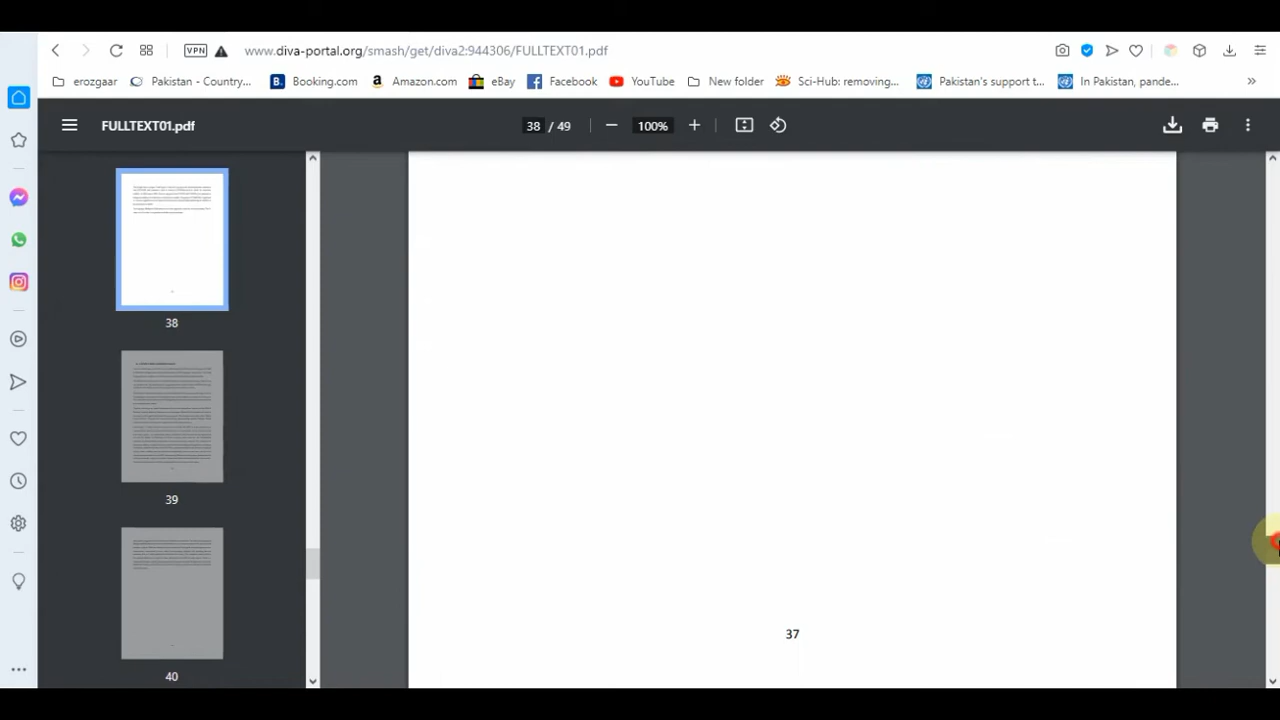 VPN www.diva-portal.org/smash/get/diva2:944306/FULLTEXT01.pdf
erozgaar Pakistan - Country... Booking.com Amazon.com eBay Facebook YouTube New folder Sci-Hub: removing... Pakistan's support t... In Pakistan, pande... »
FULLTEXT01.pdf 38 / 49 100%
38
39
40
37